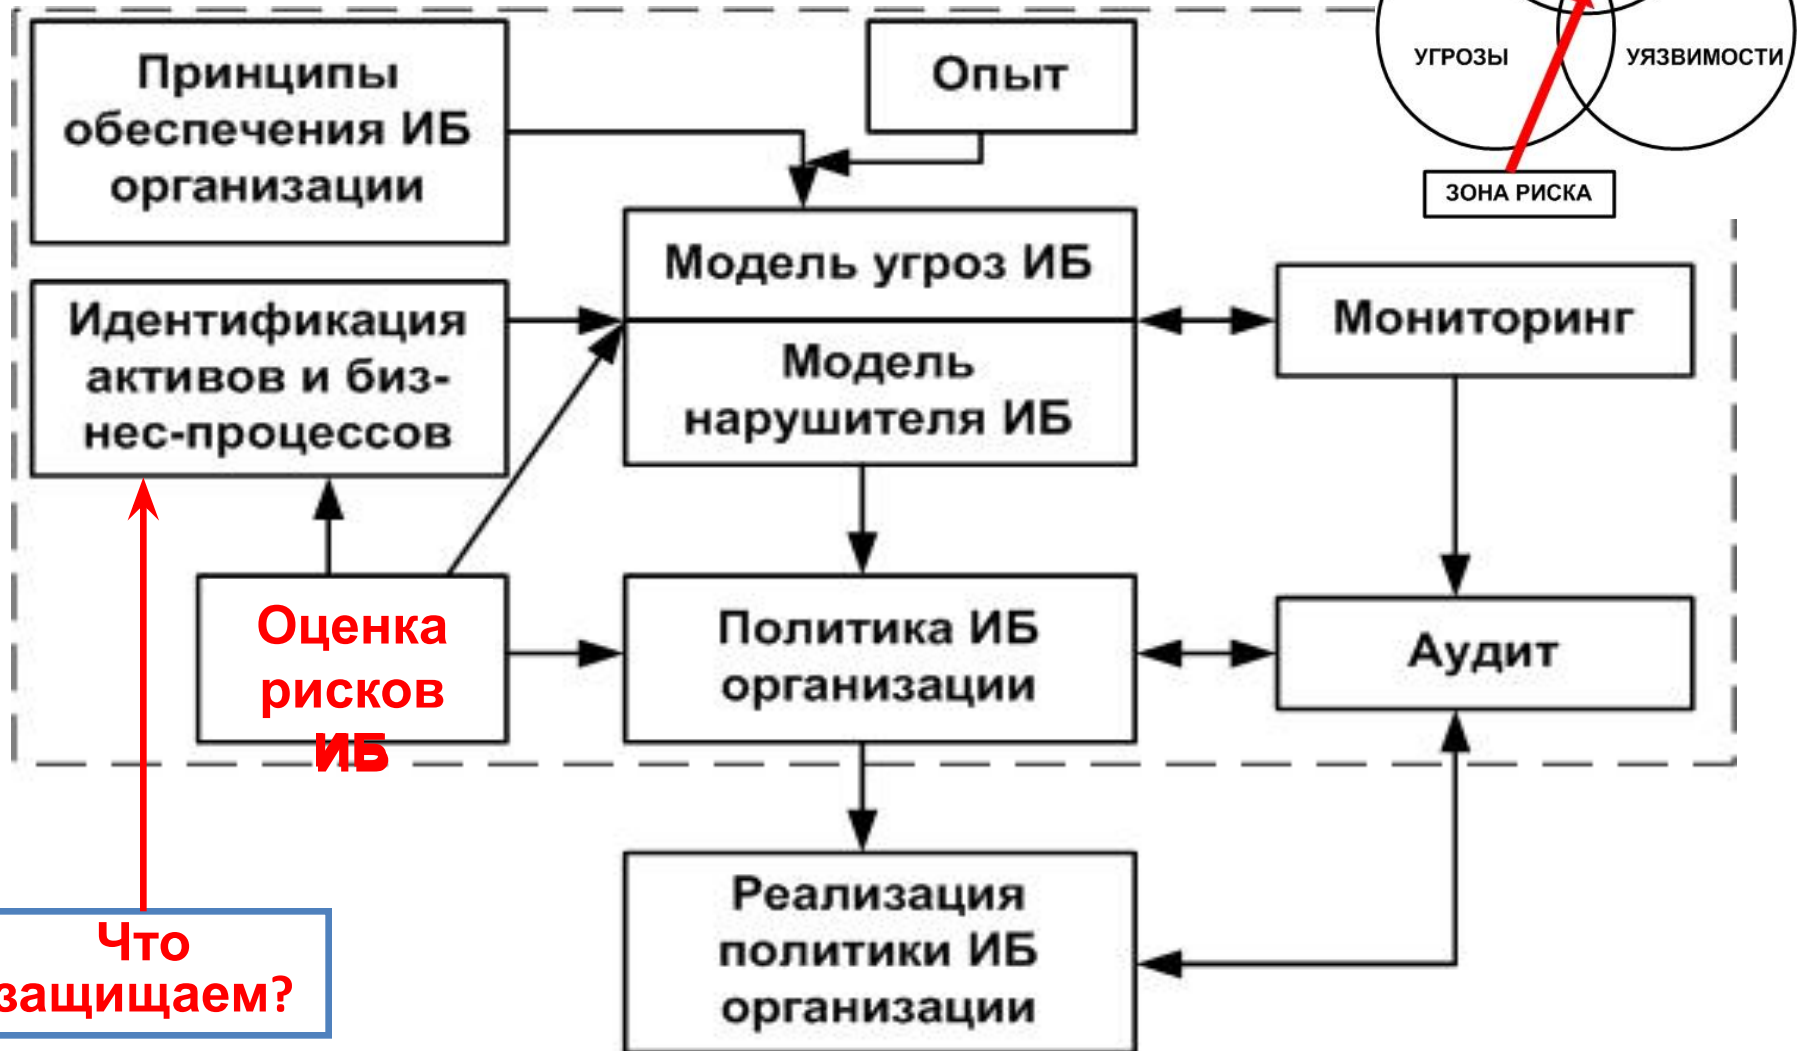 Принципы
обеспечения ИБ
организации
Опыт
УГРОЗЫ
УЯЗВИМОСТИ
ЗОНА РИСКА
Модель угроз ИБ
Идентификация
активов и биз-
нес-процессов
Модель
нарушителя ИБ
Мониторинг
Оценка
рисков
ИБ
Политика ИБ
организации
Аудит
Что
защищаем?
Реализация
политики ИБ
организации